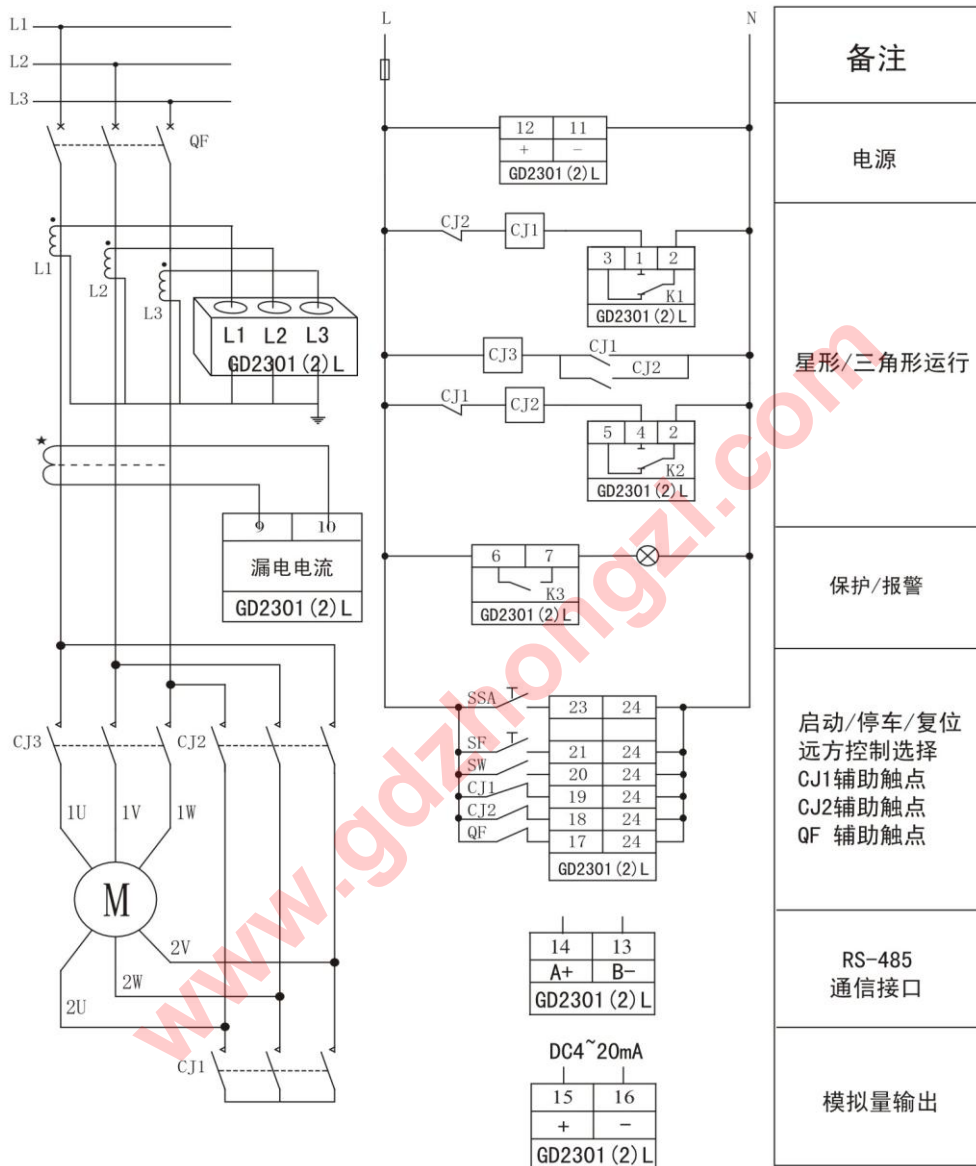 L1
L2
L3
QF
L1
L2
L3
L1 L2 L3
GD2301(2)L
★
9 10
漏电电流
GD2301(2)L
CJ3
CJ2
1U
1V
1W
M
2V
2W
2U
CJ1
L
N
12 11
+ −
GD2301(2)L
CJ2
CJ1
3 1 2
K1
GD2301(2)L
CJ3
CJ1
CJ2
CJ1
CJ2
5 4 2
K2
GD2301(2)L
6 7
K3
GD2301(2)L
SSA
23 24
SF
21 24
SW
20 24
CJ1
19 24
CJ2
18 24
QF
17 24
GD2301(2)L
14 13
A+ B−
GD2301(2)L
DC4~20mA
15 16
+ −
GD2301(2)L
备注
电源
星形/三角形运行
保护/报警
启动/停车/复位
远方控制选择
CJ1辅助触点
CJ2辅助触点
QF 辅助触点
RS-485
通信接口
模拟量输出
www.gdzhongzi.com